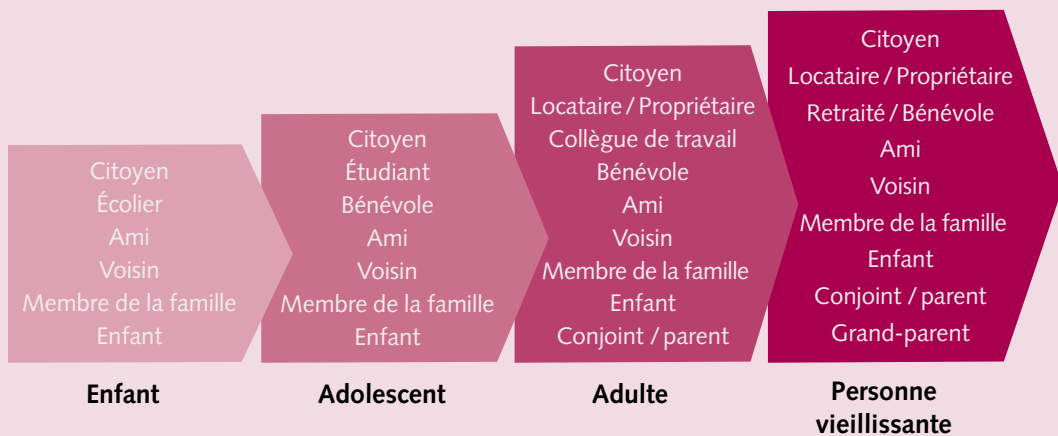 Citoyen
Écolier
Ami
Voisin
Membre de la famille
Enfant
Enfant
Citoyen
Étudiant
Bénévole
Ami
Voisin
Membre de la famille
Enfant
Adolescent
Citoyen
Locataire / Propriétaire
Collègue de travail
Bénévole
Ami
Voisin
Membre de la famille
Enfant
Conjoint / parent
Adulte
Citoyen
Locataire / Propriétaire
Retraité / Bénévole
Ami
Voisin
Membre de la famille
Enfant
Conjoint / parent
Grand-parent
Personne
vieillissante